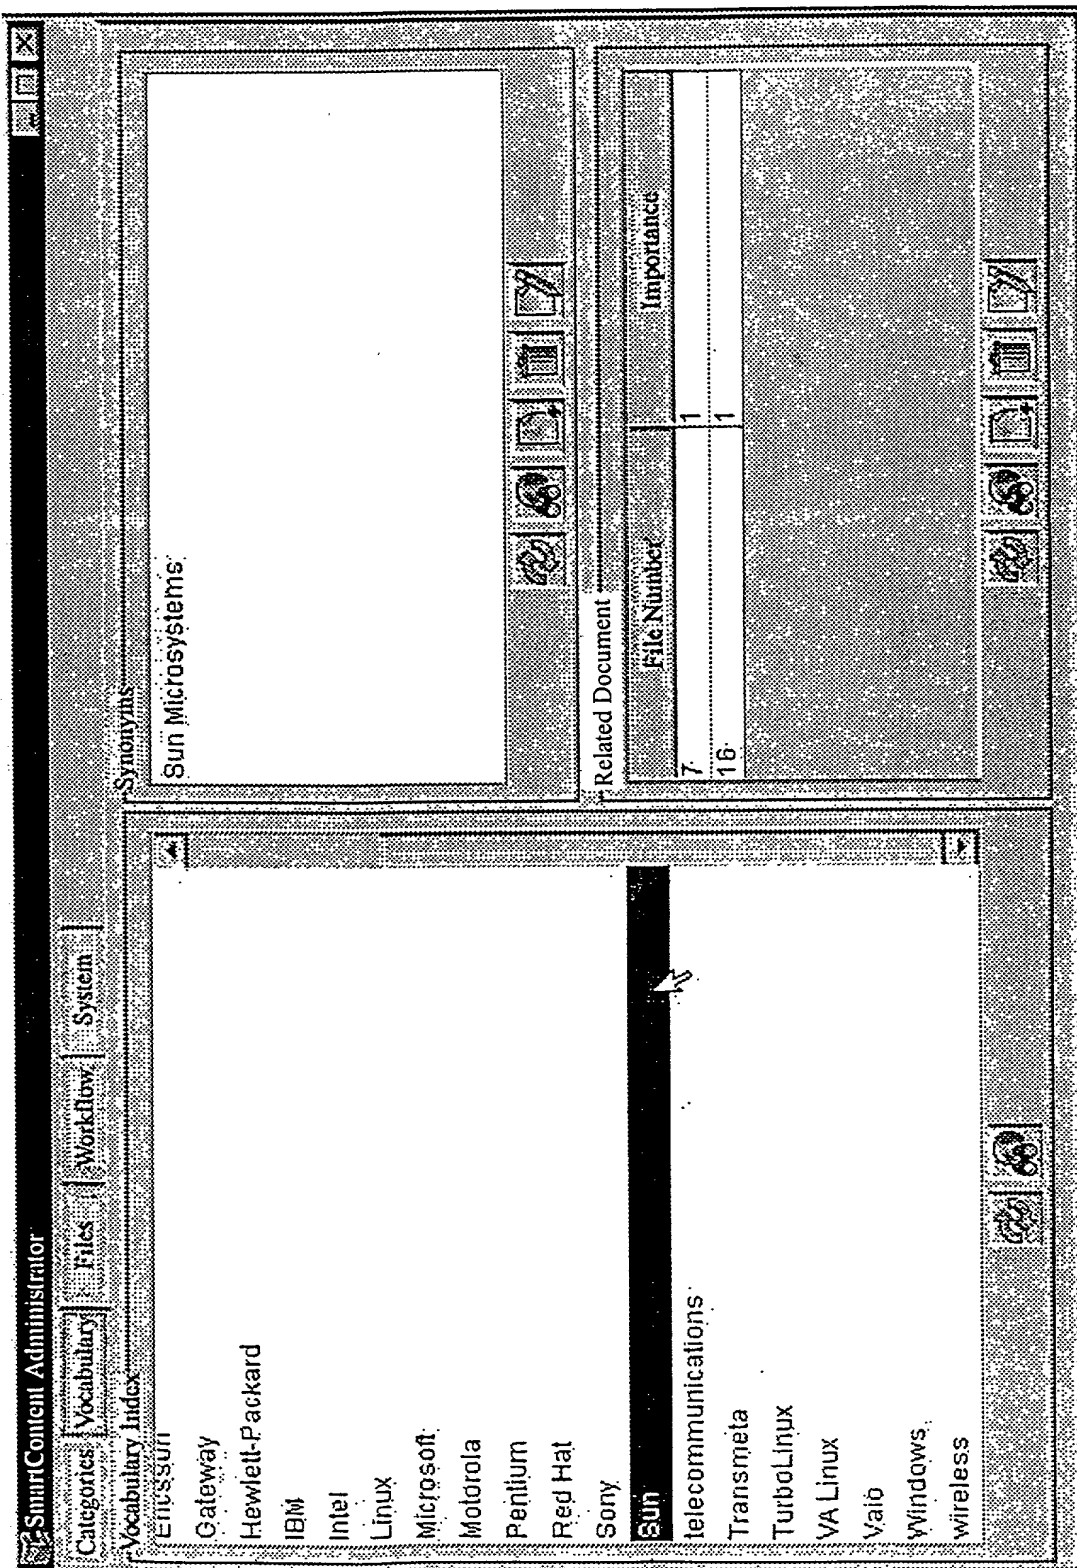 SmartContent Administrator
Categories Vocabulary Files Workflow System
Vocabulary Index
Ericsson
Gateway
Hewlett-Packard
IBM
Intel
Linux
Microsoft
Motorola
Pentium
Red Hat
Sony
Sun
telecommunications
Transmeta
TurboLinux
VA Linux
Vaio
Windows
wireless
Synonyms
Sun Microsystems
Related Document
File Number Importance
7 1
16 1